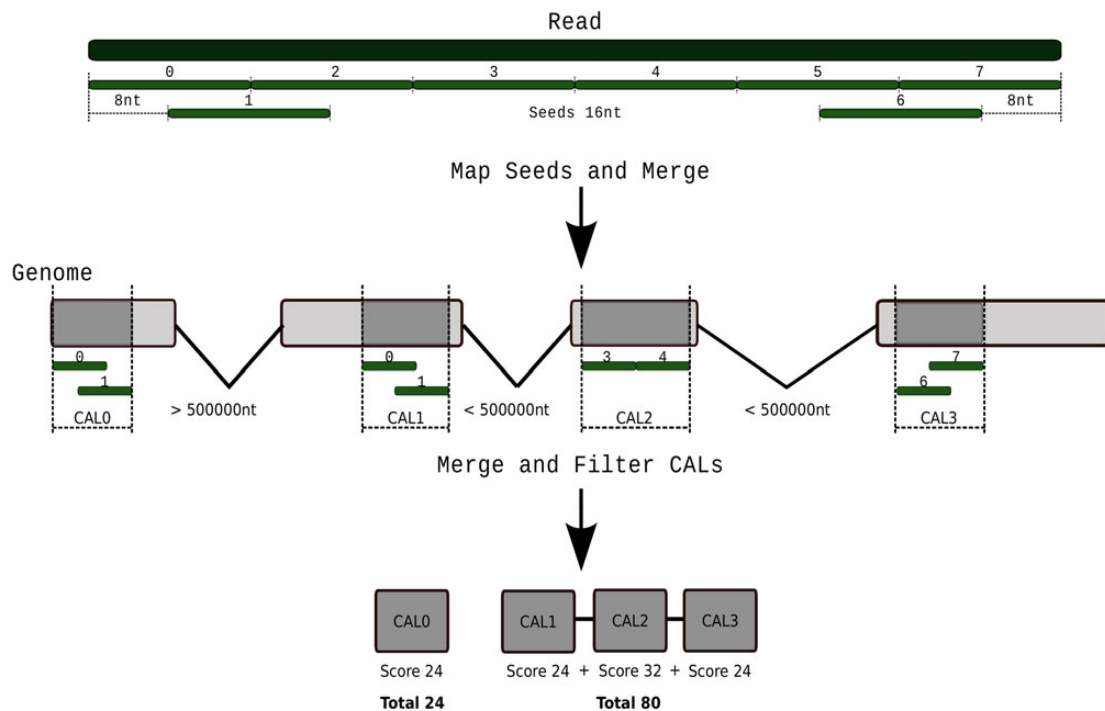 Read
0 2 3 4 5 7
8nt 1 Seeds 16nt 6 8nt
Map Seeds and Merge
Genome
0 0 3 4 7
1 1 6
CAL0 > 500000nt CAL1 < 500000nt CAL2 < 500000nt CAL3
Merge and Filter CALs
CAL0 CAL1 CAL2 CAL3
Score 24 Score 24 + Score 32 + Score 24
Total 24 Total 80